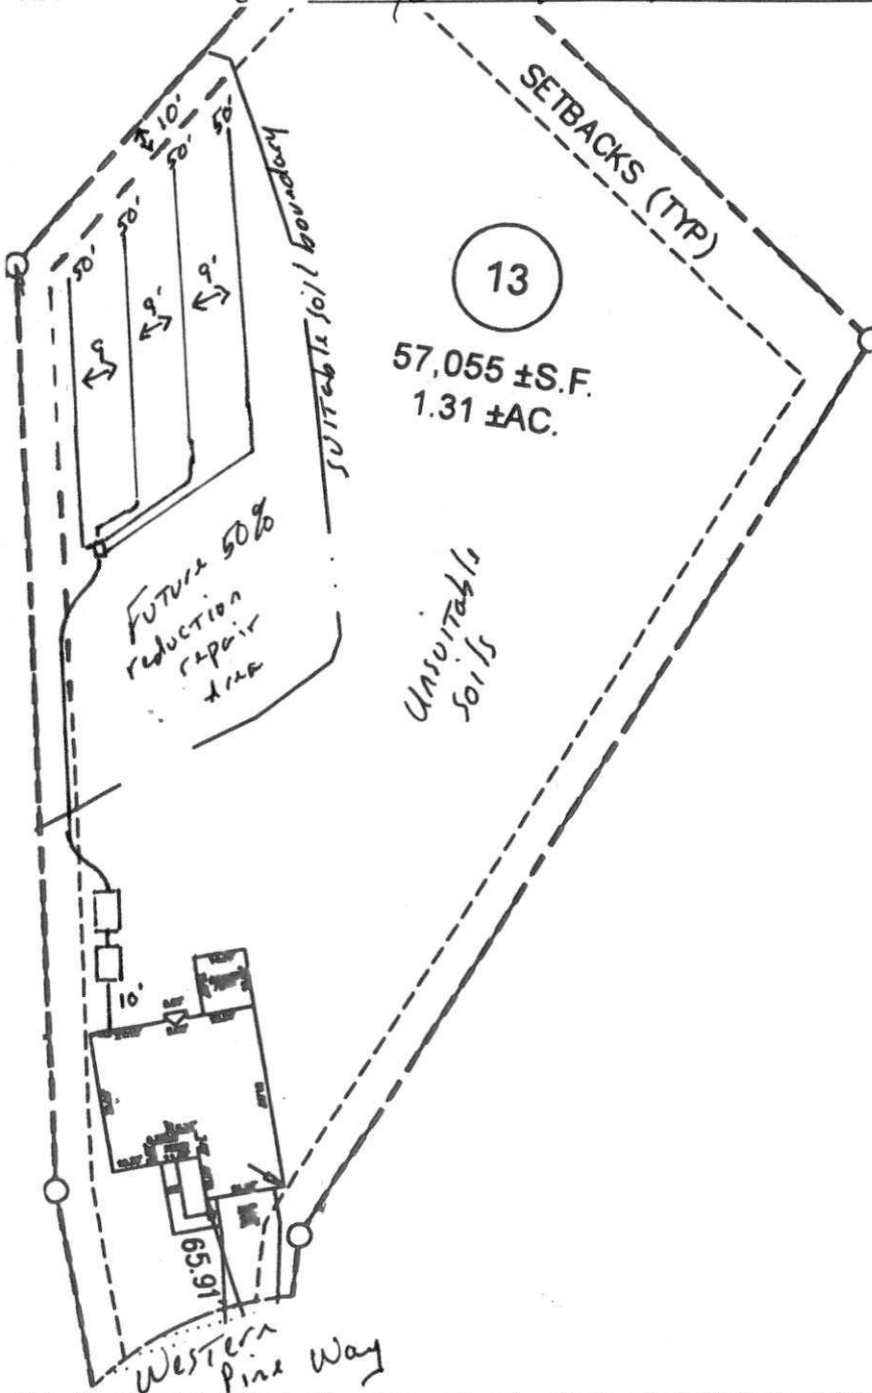 10'
50'
50'
50'
50'
9
9'
9'
suitable soil boundary
SETBACKS (TYP)
13
57,055 ±S.F.
1.31 ±AC.
Future 50%
reduction
repair
Area
Unsuitable
soils
10'
65.91'
Western
Pine Way